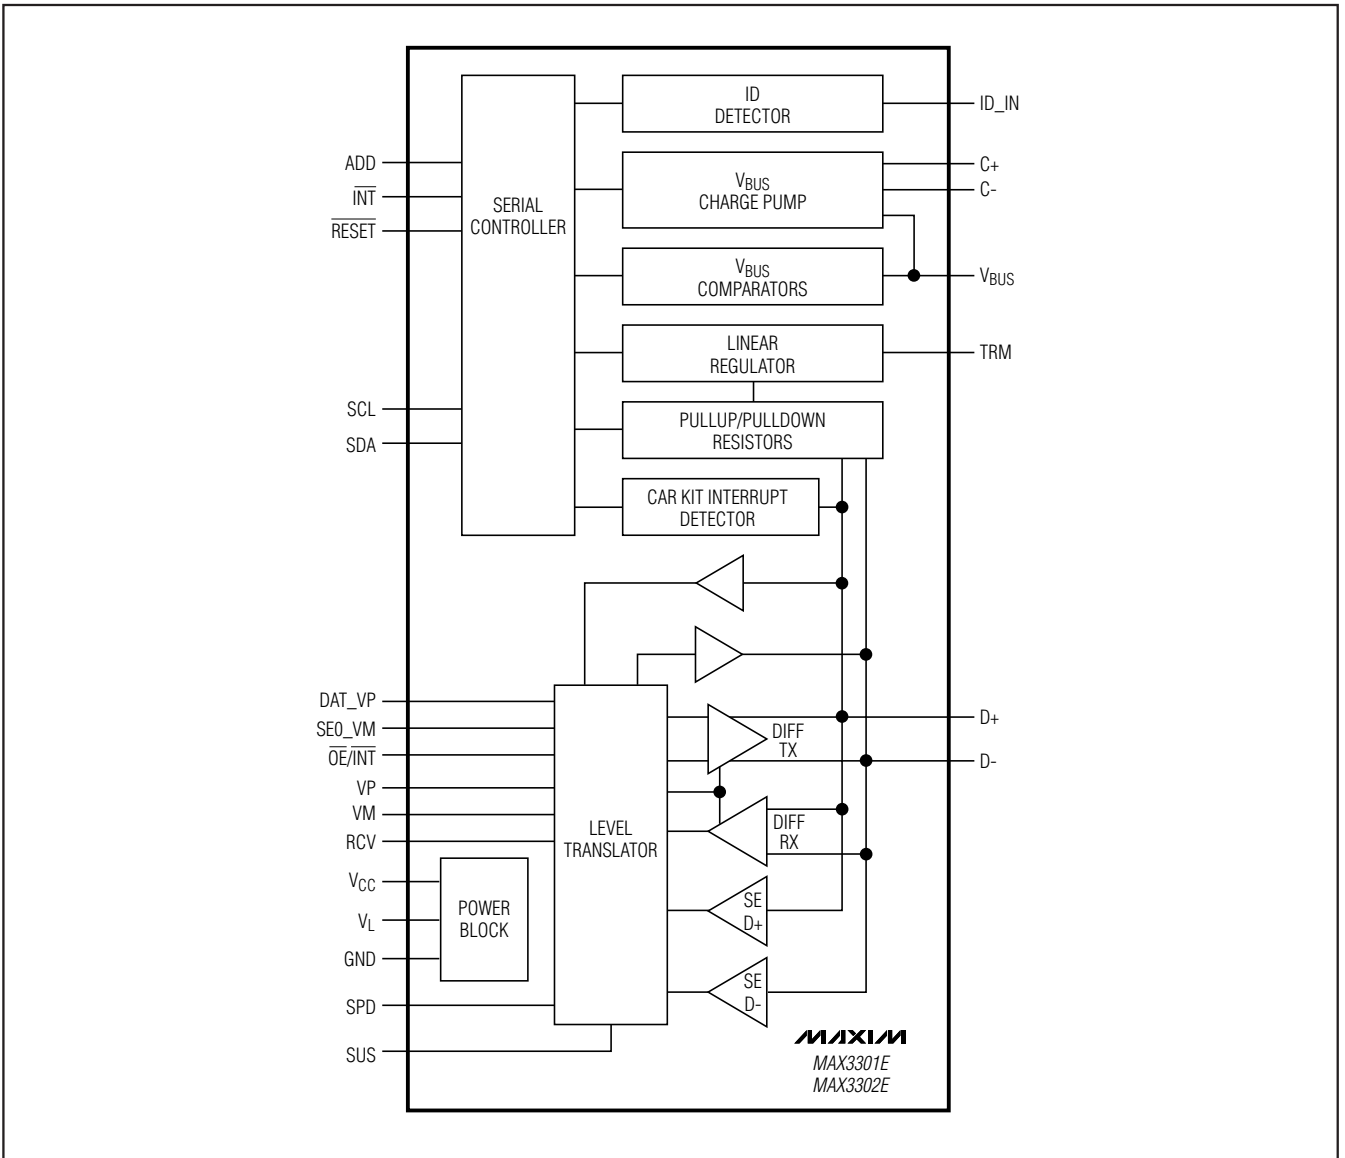 ID
DETECTOR
ID_IN
ADD
INT
RESET
SERIAL
CONTROLLER
VBUS
CHARGE PUMP
C+
C-
VBUS
COMPARATORS
VBUS
LINEAR
REGULATOR
TRM
SCL
SDA
PULLUP/PULLDOWN
RESISTORS
CAR KIT INTERRUPT
DETECTOR
DAT_VP
SE0_VM
OE/INT
VP
VM
RCV
VCC
VL
GND
SPD
SUS
POWER
BLOCK
LEVEL
TRANSLATOR
DIFF
TX
D+
D-
DIFF
RX
SE
D+
SE
D-
MAXIM
MAX3301E
MAX3302E